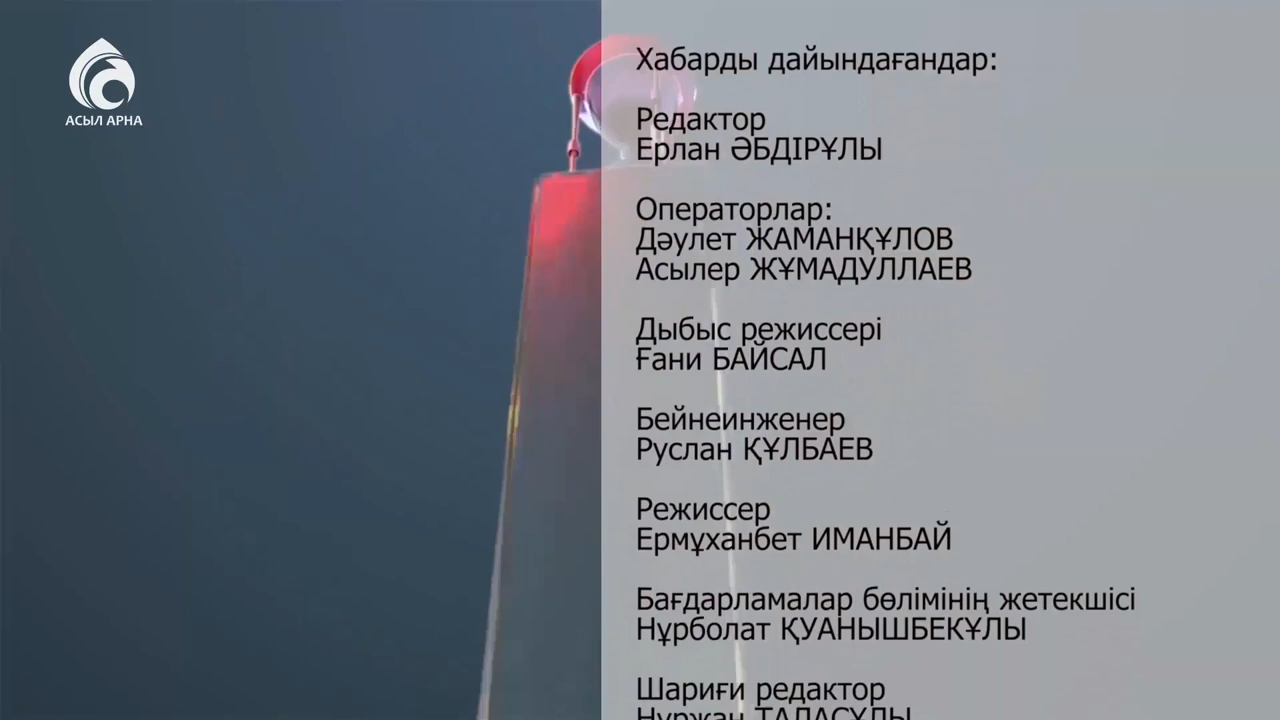 АСЫЛ АРНА
Хабарды дайындағандар:
Редактор
Ерлан ӘБДІРҰЛЫ
Операторлар:
Дәулет ЖАМАНҚҰЛОВ
Асылер ЖҰМАДУЛЛАЕВ
Дыбыс режиссері
Ғани БАЙСАЛ
Бейнеинженер
Руслан ҚҰЛБАЕВ
Режиссер
Ермұханбет ИМАНБАЙ
Бағдарламалар бөлімінің жетекшісі
Нұрболат ҚУАНЫШБЕКҰЛЫ
Шариғи редактор